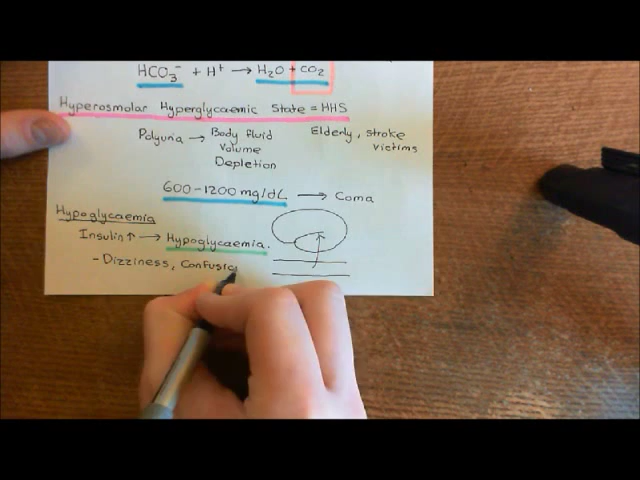 HCO₃⁻ + H⁺ → H₂O + CO₂
Hyperosmolar Hyperglycaemic State = HHS
Polyuria → Body fluid volume Depletion
Elderly, stroke victims
600-1200 mg/dL → Coma
Hypoglycaemia
Insulin↑ → Hypoglycaemia.
- Dizziness, Confusio